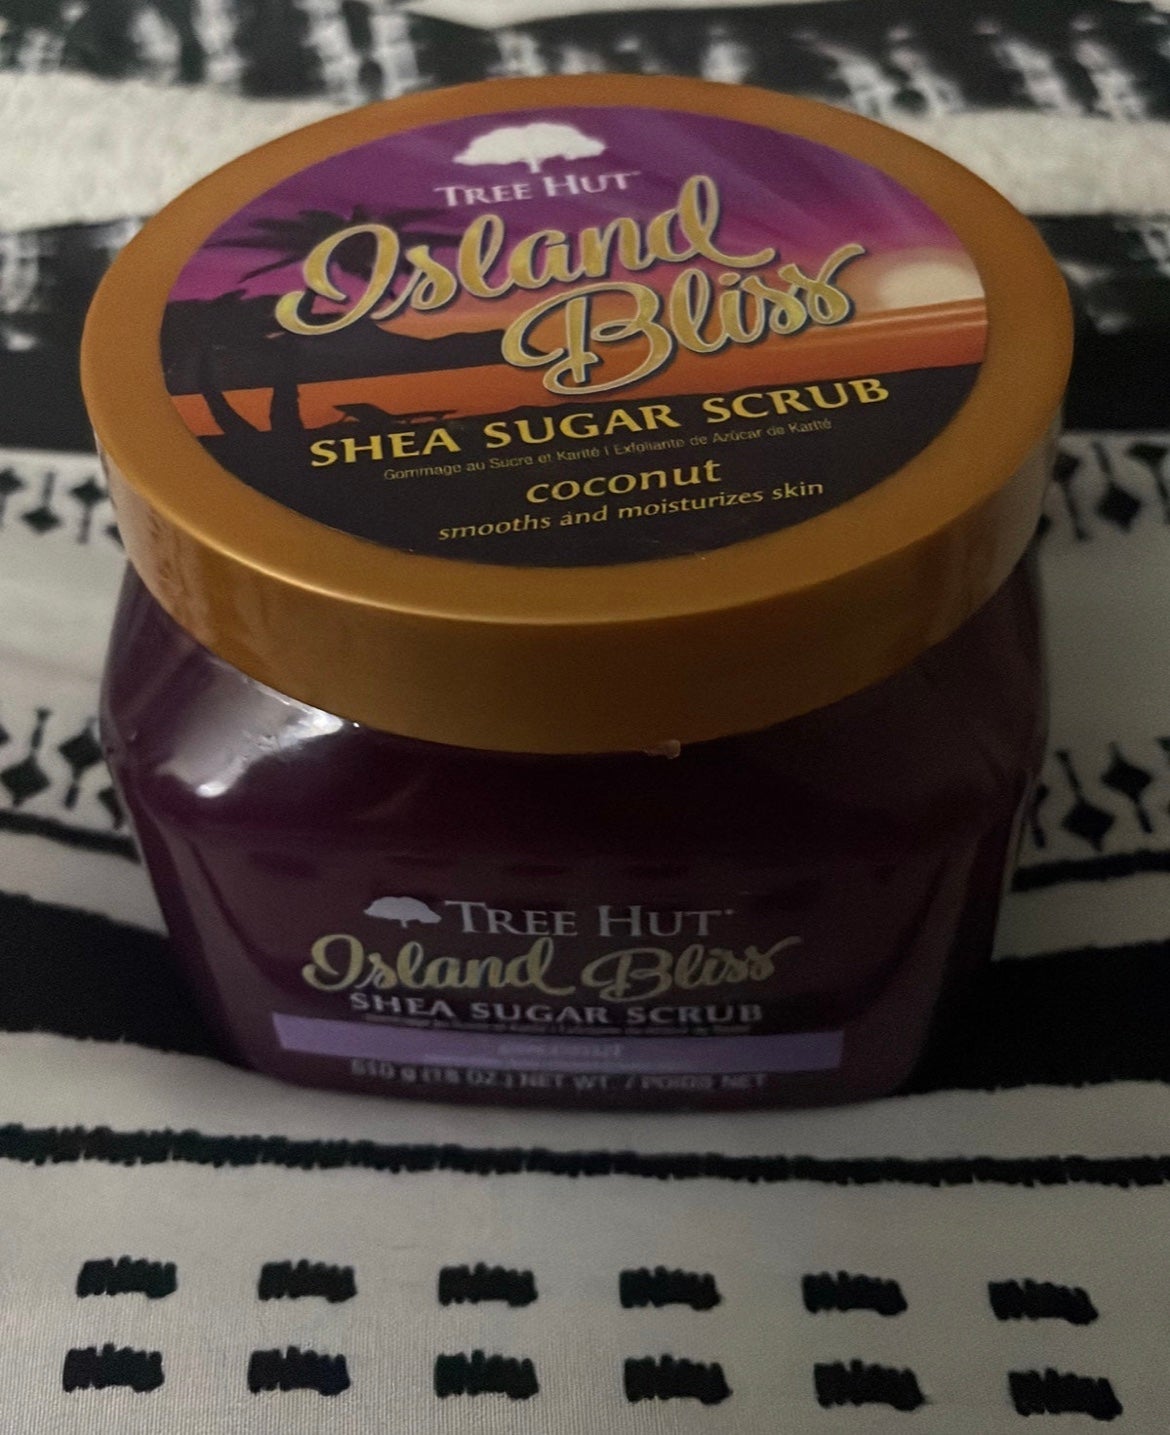 TREE HUT
Island
Bliss
SHEA SUGAR SCRUB
Gommage au Sucre et Karité | Exfoliante de Azúcar de Karité
coconut
smooths and moisturizes skin
TREE HUT
Island Bliss
SHEA SUGAR SCRUB
510 g (18 OZ.) NET WT. / POIDS NET